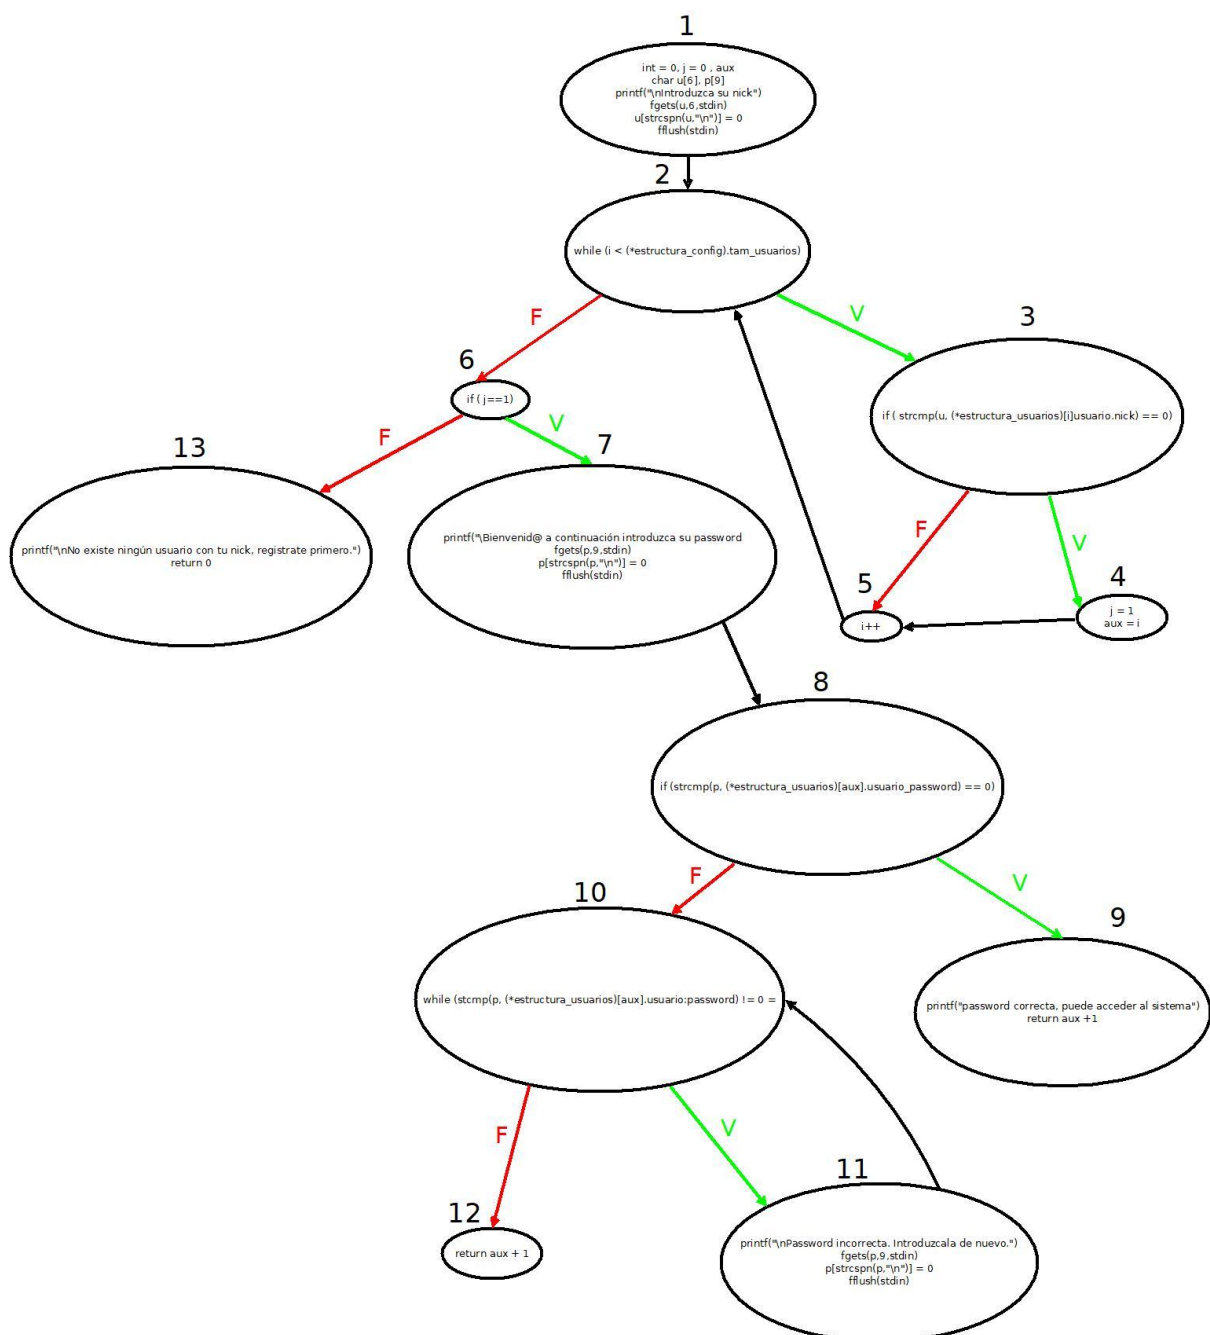 1
int = 0, j = 0 , aux
char u[6], p[9]
printf("\nIntroduzca su nick")
fgets(u,6,stdin)
u[strcspn(u,"\n")] = 0
fflush(stdin)
2
while (i < (*estructura_config).tam_usuarios)
F
V
3
if ( strcmp(u, (*estructura_usuarios)[i]usuario.nick) == 0)
6
if ( j==1)
F
V
13
printf("\nNo existe ningún usuario con tu nick, registrate primero.")
return 0
7
printf("\Bienvenid@ a continuación introduzca su password
fgets(p,9,stdin)
p[strcspn(p,"\n")] = 0
fflush(stdin)
F
V
5
i++
4
j = 1
aux = i
8
if (strcmp(p, (*estructura_usuarios)[aux].usuario_password) == 0)
F
V
10
while (stcmp(p, (*estructura_usuarios)[aux].usuario:password) != 0 =
9
printf("password correcta, puede acceder al sistema")
return aux +1
F
V
12
return aux + 1
11
printf("\nPassword incorrecta. Introduzcala de nuevo.")
fgets(p,9,stdin)
p[strcspn(p,"\n")] = 0
fflush(stdin)